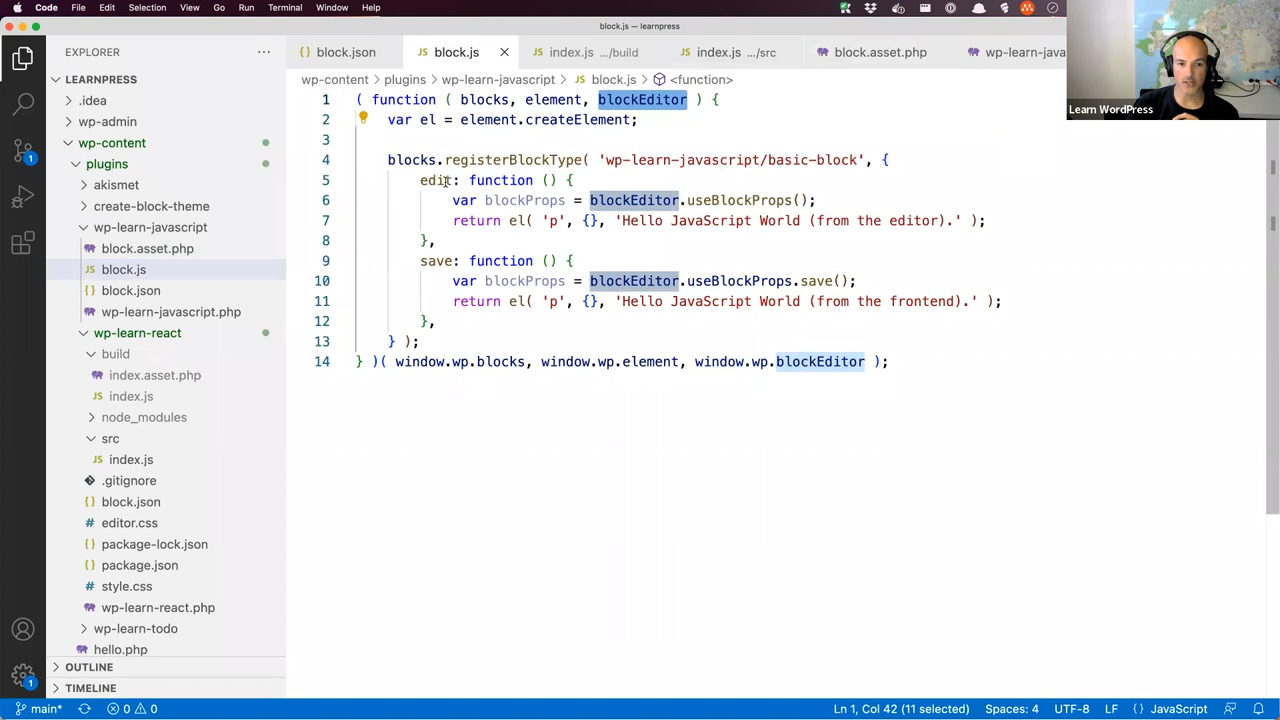 Code File Edit Selection View Go Run Terminal Window Help
block.js — learnpress
Learn WordPress
EXPLORER
block.json
block.js
index.js .../build
index.js .../src
block.asset.php
wp-learn-java
LEARNPRESS
.idea
wp-admin
wp-content
plugins
akismet
create-block-theme
wp-learn-javascript
block.asset.php
block.js
block.json
wp-learn-javascript.php
wp-learn-react
build
index.asset.php
index.js
node_modules
src
index.js
.gitignore
block.json
editor.css
package-lock.json
package.json
style.css
wp-learn-react.php
wp-learn-todo
hello.php
OUTLINE
TIMELINE
wp-content > plugins > wp-learn-javascript > JS block.js > <function>
1 ( function ( blocks, element, blockEditor ) {
2 var el = element.createElement;
3
4 blocks.registerBlockType( 'wp-learn-javascript/basic-block', {
5 edit: function () {
6 var blockProps = blockEditor.useBlockProps();
7 return el( 'p', {}, 'Hello JavaScript World (from the editor).' );
8 },
9 save: function () {
10 var blockProps = blockEditor.useBlockProps.save();
11 return el( 'p', {}, 'Hello JavaScript World (from the frontend).' );
12 },
13 } );
14 } )( window.wp.blocks, window.wp.element, window.wp.blockEditor );
main* 0 0 Ln 1, Col 42 (11 selected) Spaces: 4 UTF-8 LF {} JavaScript